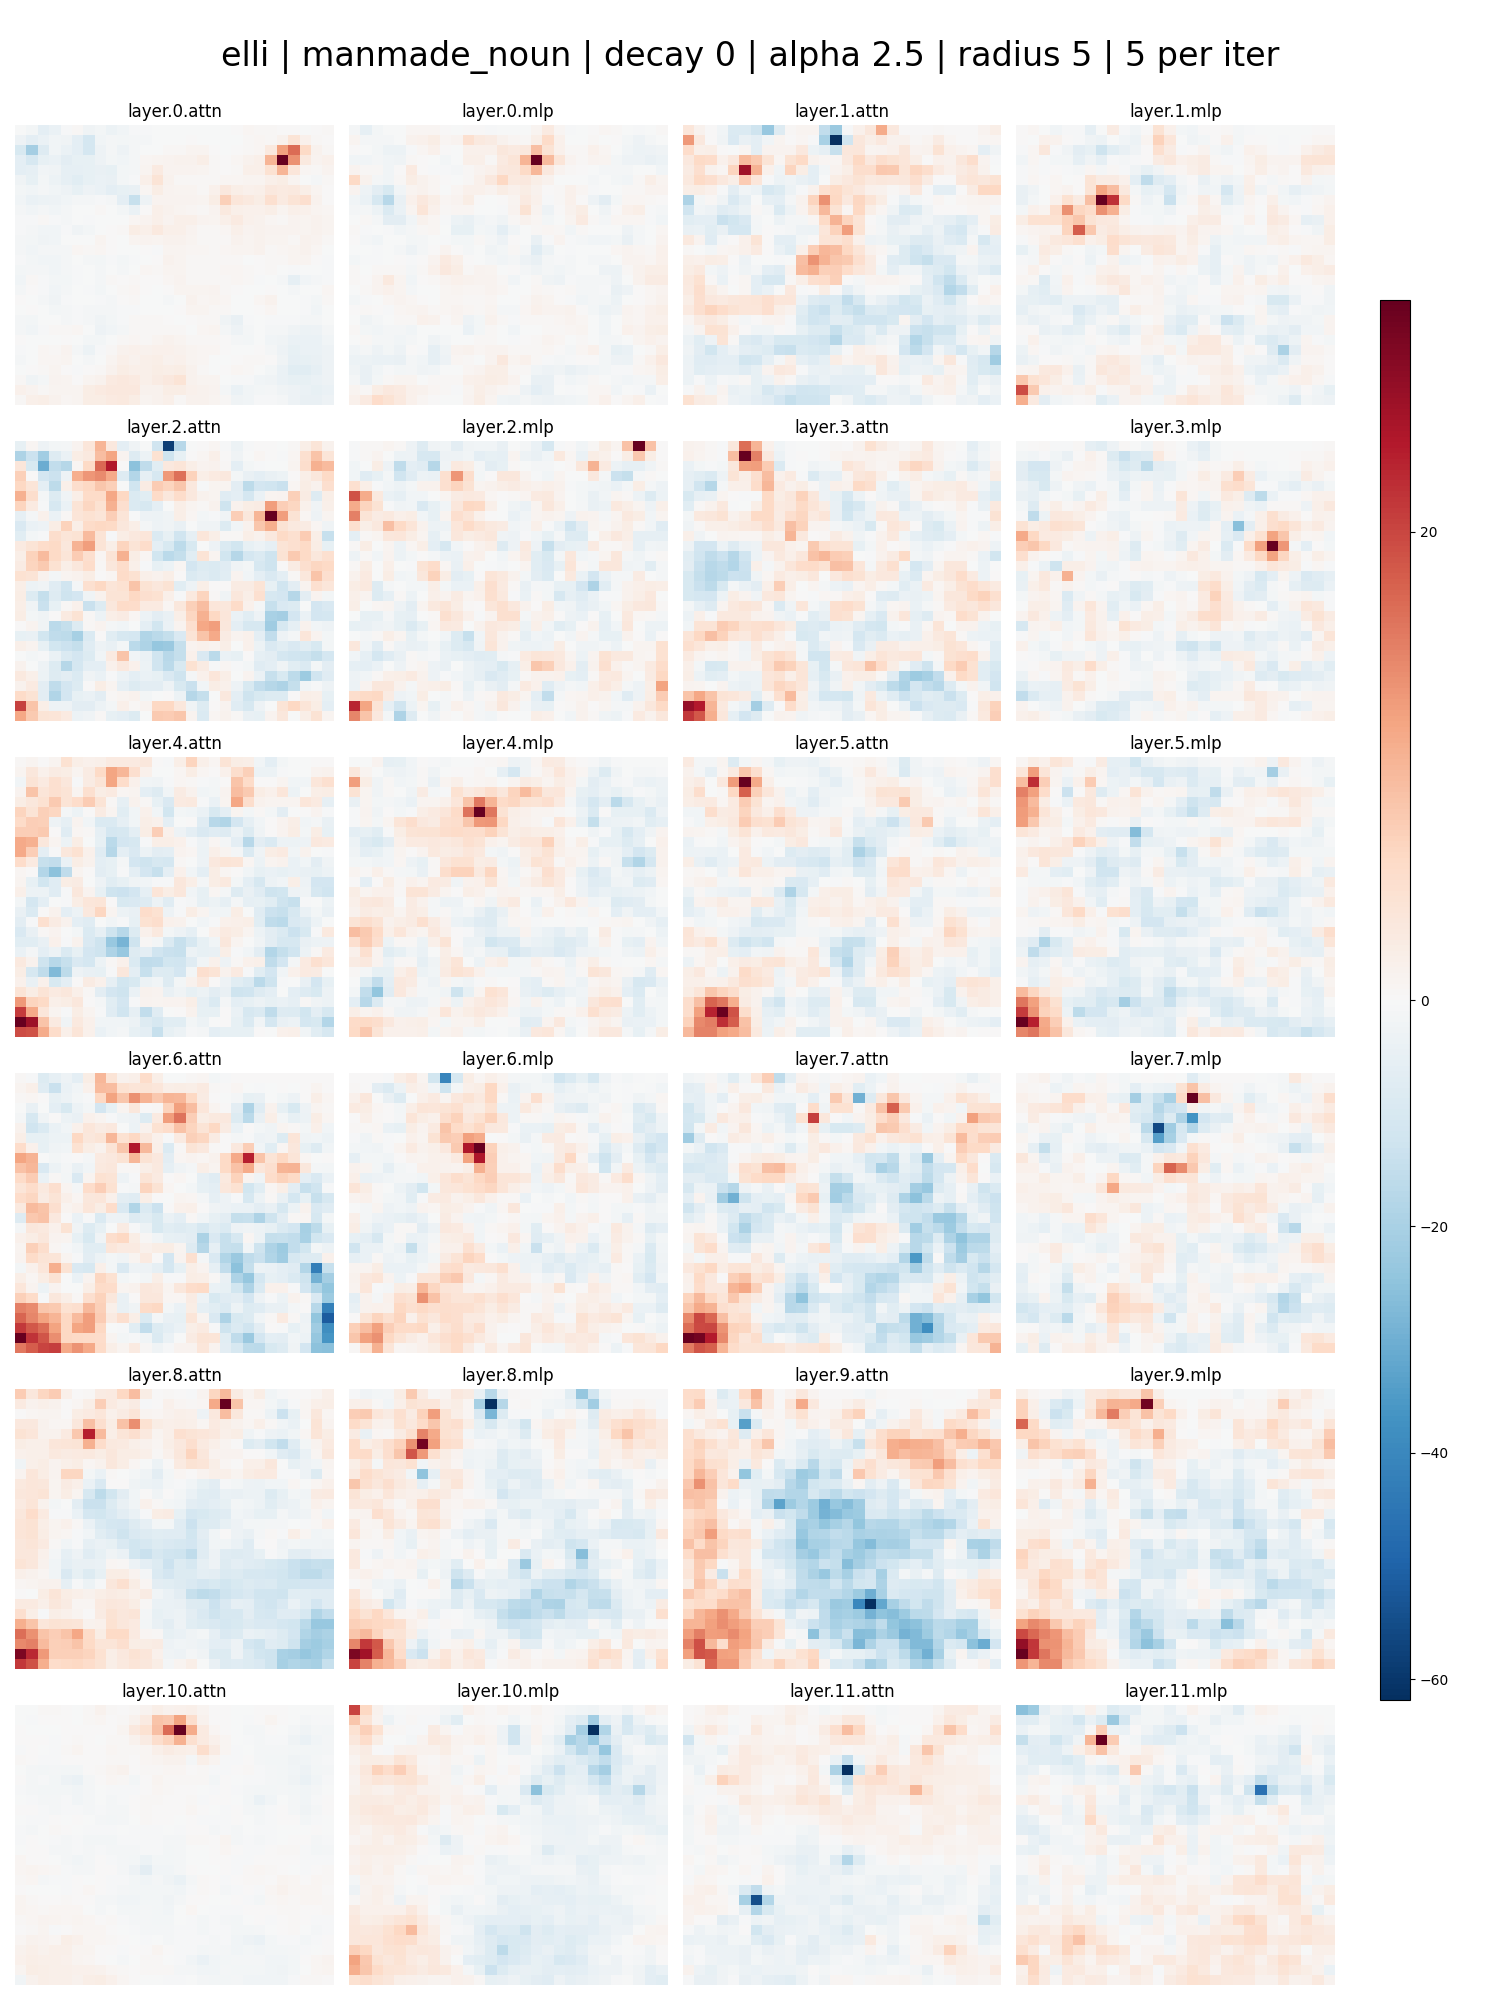 elli | manmade_noun | decay 0 | alpha 2.5 | radius 5 | 5 per iter
layer.0.attn
layer.0.mlp
layer.1.attn
layer.1.mlp
layer.2.attn
layer.2.mlp
layer.3.attn
layer.3.mlp
layer.4.attn
layer.4.mlp
layer.5.attn
layer.5.mlp
layer.6.attn
layer.6.mlp
layer.7.attn
layer.7.mlp
layer.8.attn
layer.8.mlp
layer.9.attn
layer.9.mlp
layer.10.attn
layer.10.mlp
layer.11.attn
layer.11.mlp
20
0
−20
−40
−60